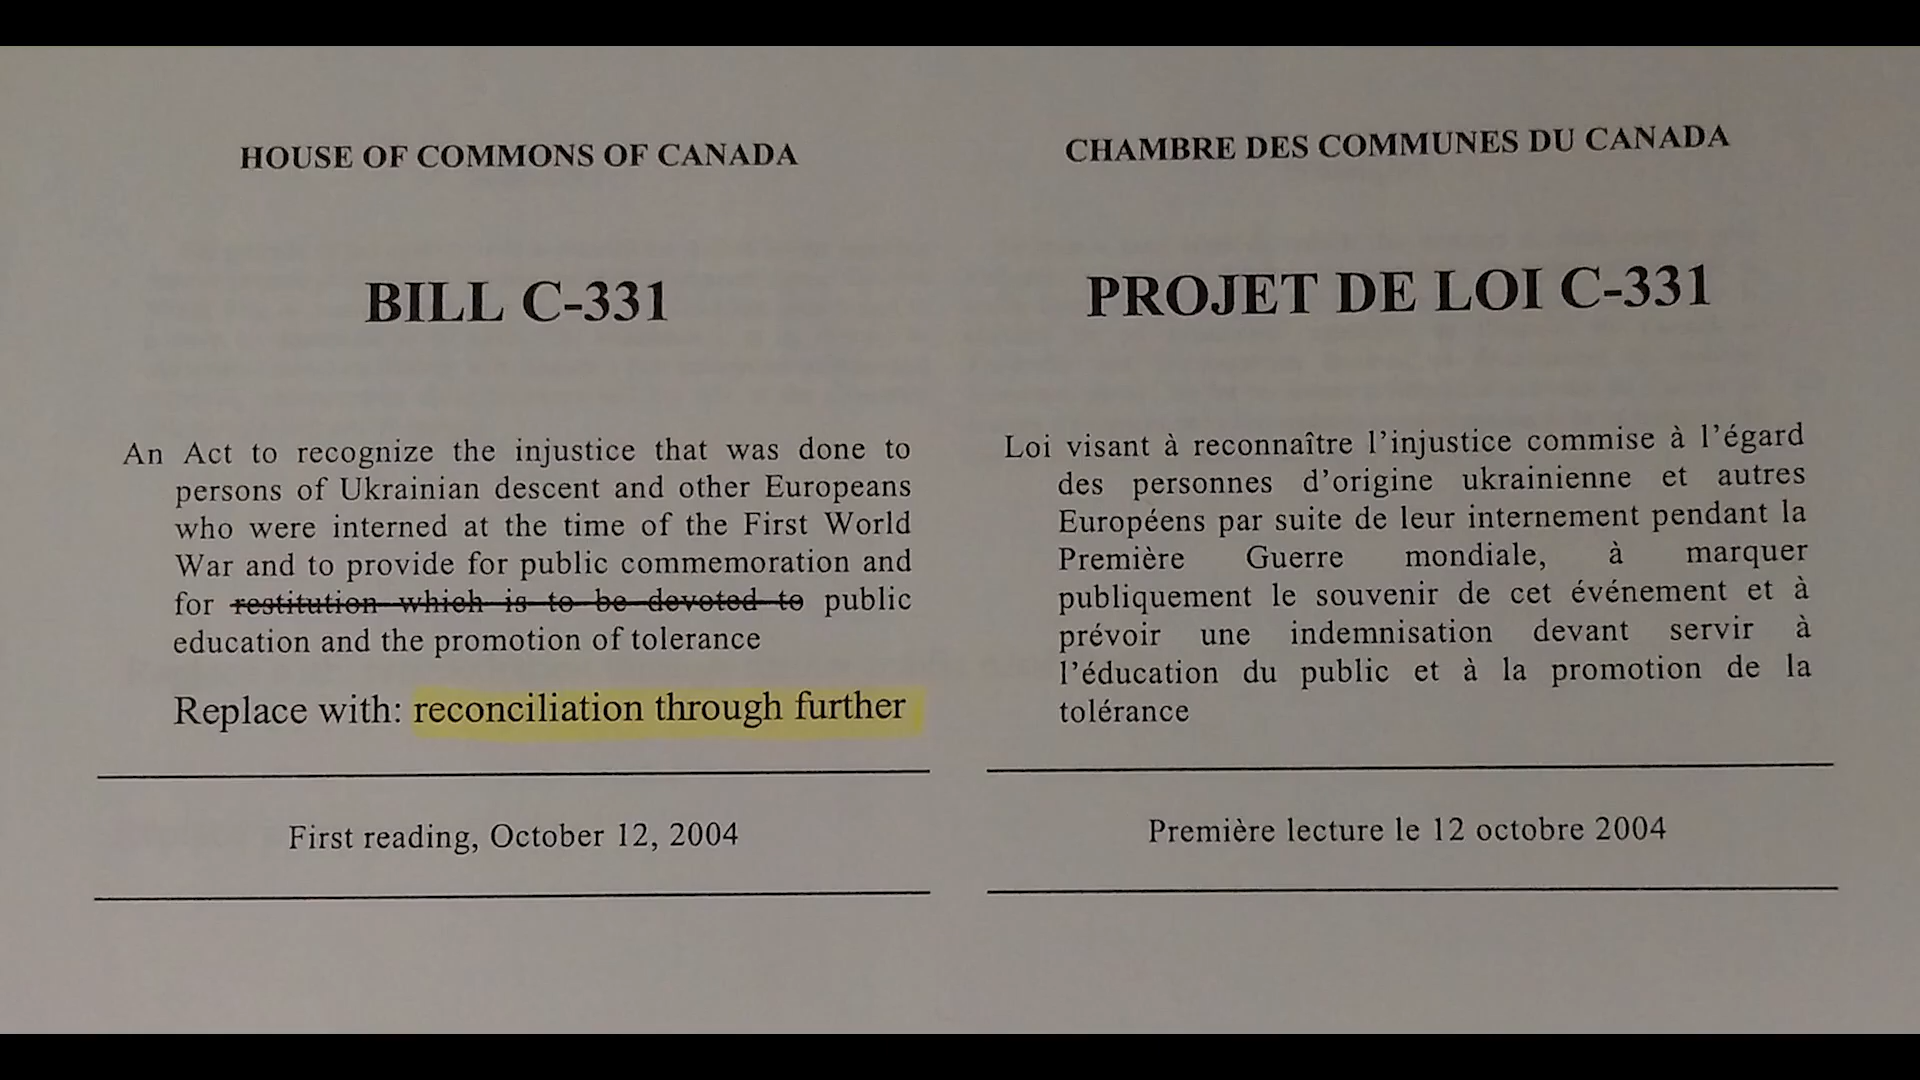 HOUSE OF COMMONS OF CANADA
BILL C-331
An Act to recognize the injustice that was done to
persons of Ukrainian descent and other Europeans
who were interned at the time of the First World
War and to provide for public commemoration and
for restitution which is to be devoted to public
education and the promotion of tolerance
Replace with: reconciliation through further
First reading, October 12, 2004
CHAMBRE DES COMMUNES DU CANADA
PROJET DE LOI C-331
Loi visant à reconnaître l'injustice commise à l'égard
des personnes d'origine ukrainienne et autres
Européens par suite de leur internement pendant la
Première Guerre mondiale, à marquer
publiquement le souvenir de cet événement et à
prévoir une indemnisation devant servir à
l'éducation du public et à la promotion de la
tolérance
Première lecture le 12 octobre 2004